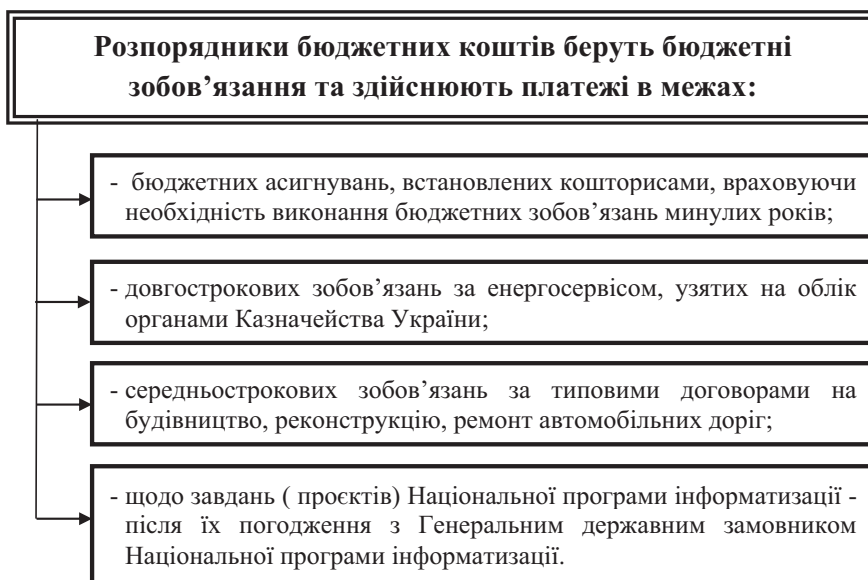 Розпорядники бюджетних коштів беруть бюджетні
зобов’язання та здійснюють платежі в межах:
- бюджетних асигнувань, встановлених кошторисами, враховуючи
необхідність виконання бюджетних зобов’язань минулих років;
- довгострокових зобов’язань за енергосервісом, узятих на облік
органами Казначейства України;
- середньострокових зобов’язань за типовими договорами на
будівництво, реконструкцію, ремонт автомобільних доріг;
- щодо завдань ( проєктів) Національної програми інформатизації -
після їх погодження з Генеральним державним замовником
Національної програми інформатизації.